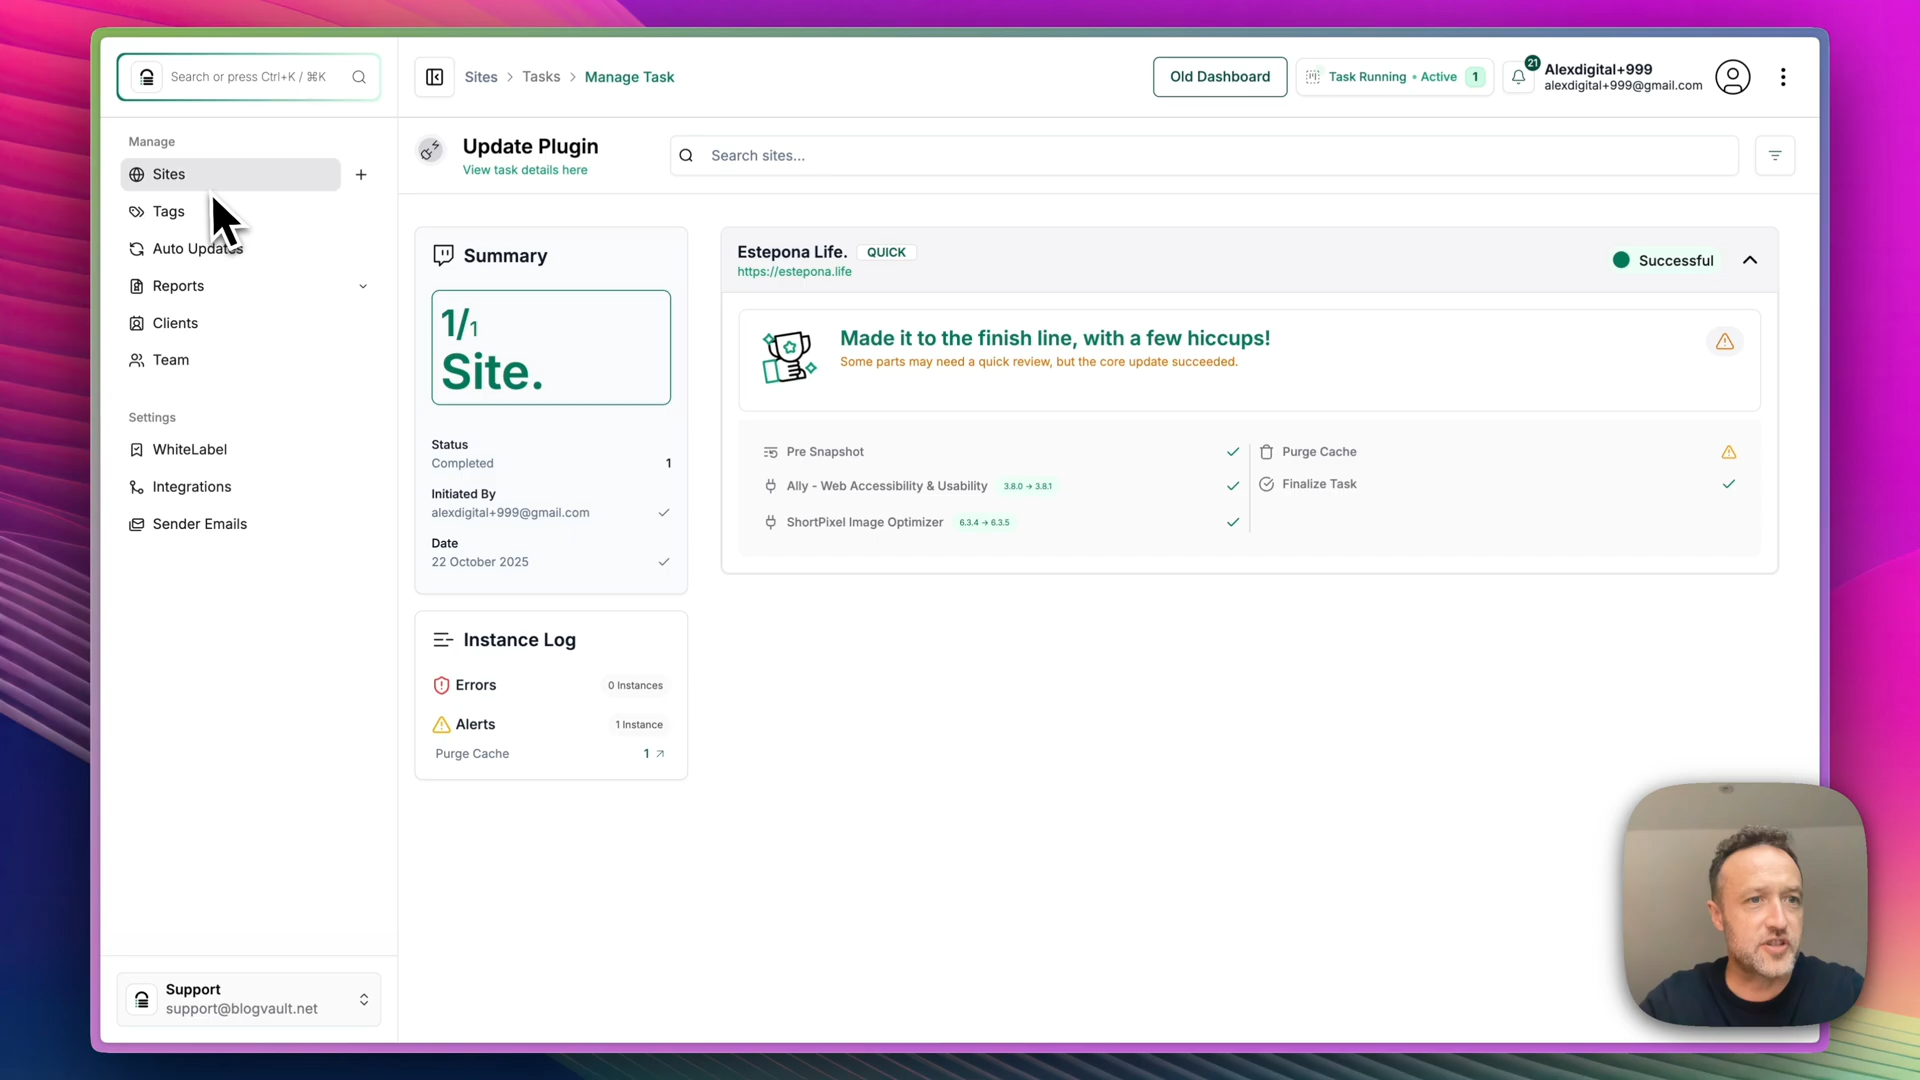 Search or press Ctrl+K / ⌘K
Sites > Tasks > Manage Task
Old Dashboard
Task Running • Active 1
21
Alexdigital+999
alexdigital+999@gmail.com
Manage
Sites
Tags
Auto Updates
Reports
Clients
Team
Settings
WhiteLabel
Integrations
Sender Emails
Support
support@blogvault.net
Update Plugin
View task details here
Search sites...
Summary
1/1
Site.
Status
Completed 1
Initiated By
alexdigital+999@gmail.com
Date
22 October 2025
Instance Log
Errors 0 Instances
Alerts 1 Instance
Purge Cache 1
Estepona Life. QUICK
https://estepona.life
Successful
Made it to the finish line, with a few hiccups!
Some parts may need a quick review, but the core update succeeded.
Pre Snapshot
Ally - Web Accessibility & Usability 3.8.0 → 3.8.1
ShortPixel Image Optimizer 6.3.4 → 6.3.5
Purge Cache
Finalize Task